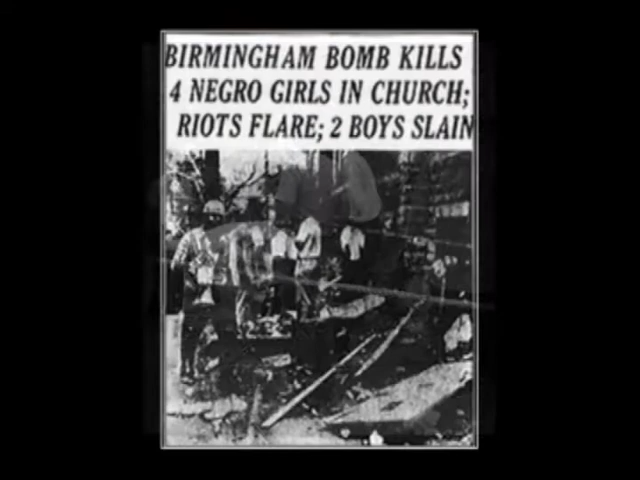 BIRMINGHAM BOMB KILLS
4 NEGRO GIRLS IN CHURCH;
RIOTS FLARE; 2 BOYS SLAIN